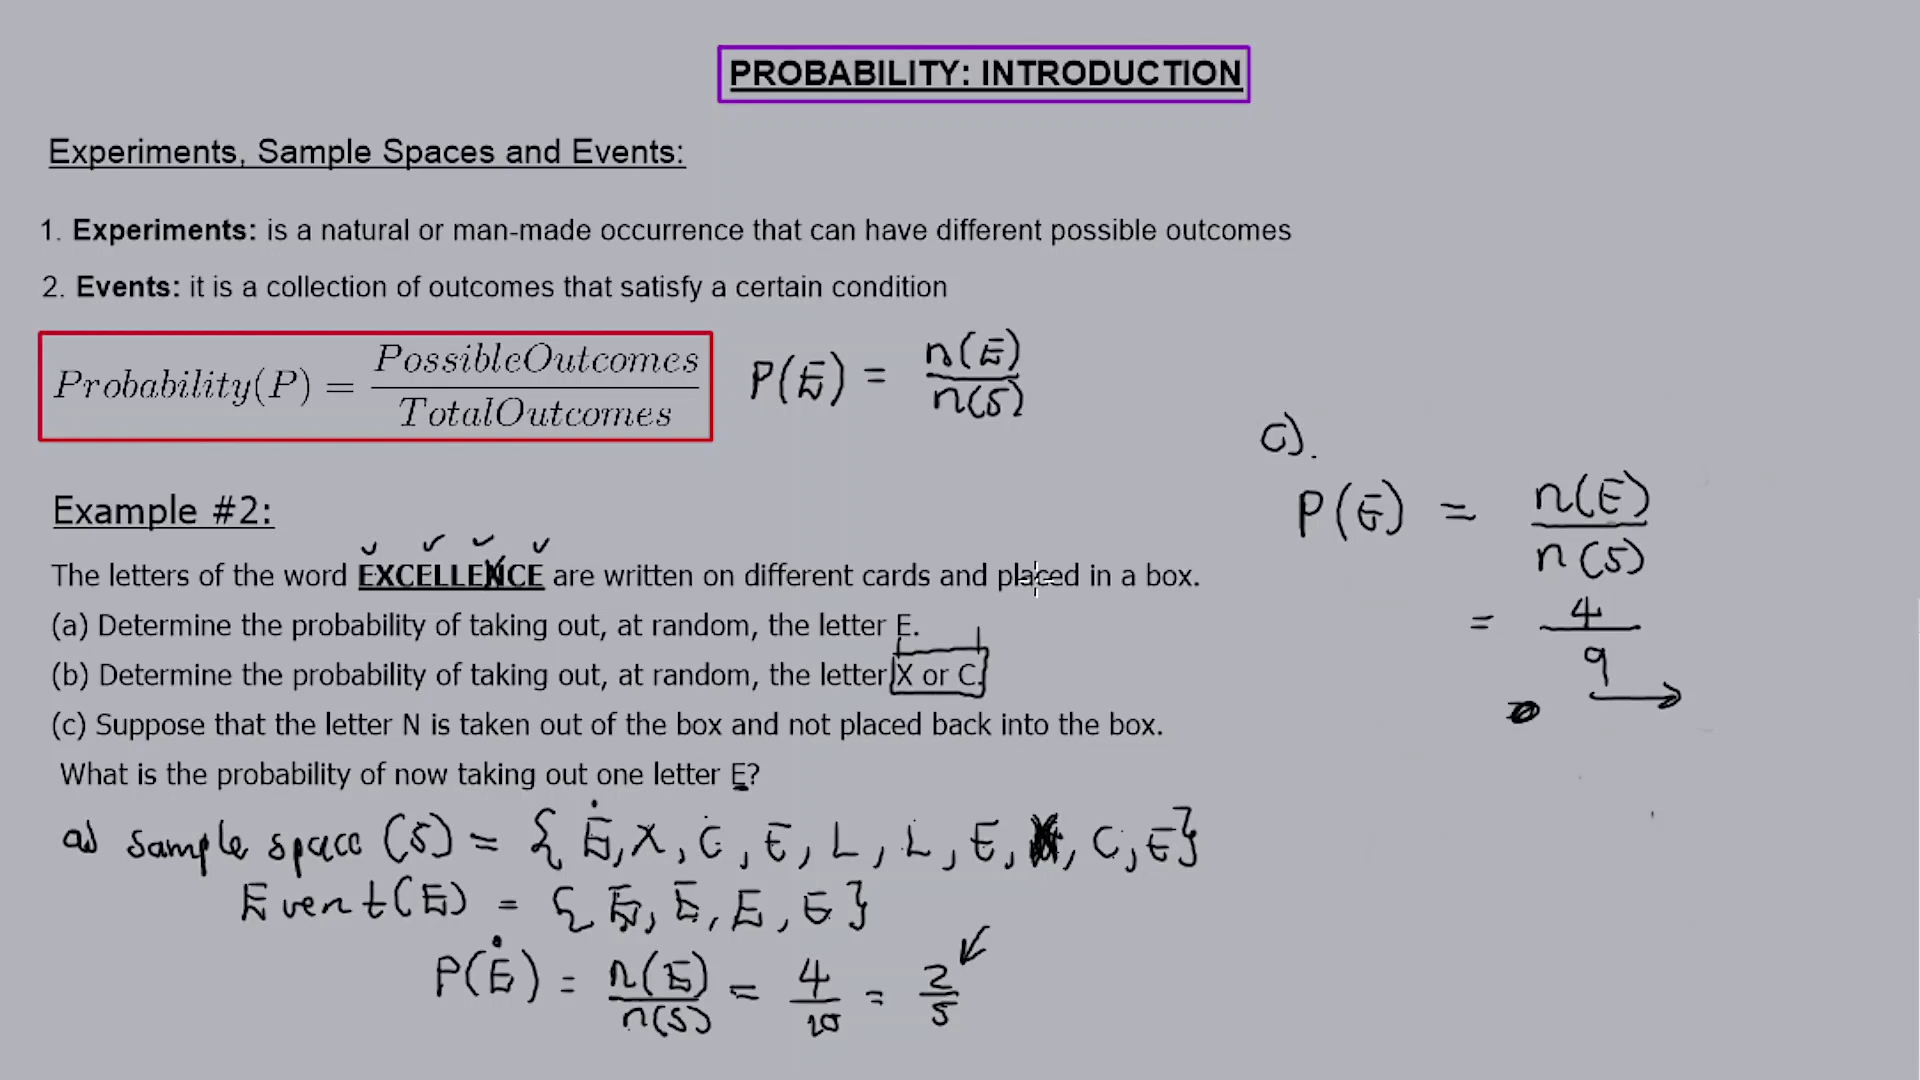 PROBABILITY: INTRODUCTION
Experiments, Sample Spaces and Events:
1. Experiments: is a natural or man-made occurrence that can have different possible outcomes
2. Events: it is a collection of outcomes that satisfy a certain condition
Probability(P) = PossibleOutcomes / TotalOutcomes
P(E) = n(E) / n(S)
Example #2:
The letters of the word EXCELLENCE are written on different cards and placed in a box.
(a) Determine the probability of taking out, at random, the letter E.
(b) Determine the probability of taking out, at random, the letter X or C.
(c) Suppose that the letter N is taken out of the box and not placed back into the box.
What is the probability of now taking out one letter E?
a) Sample space (S) = { E, X, C, E, L, L, E, , C, E}
Event(E) = { E, E, E, E }
P(E) = n(E) / n(S) = 4 / 10 = 2 / 5
c).
P(E) = n(E) / n(S)
= 4 / 9